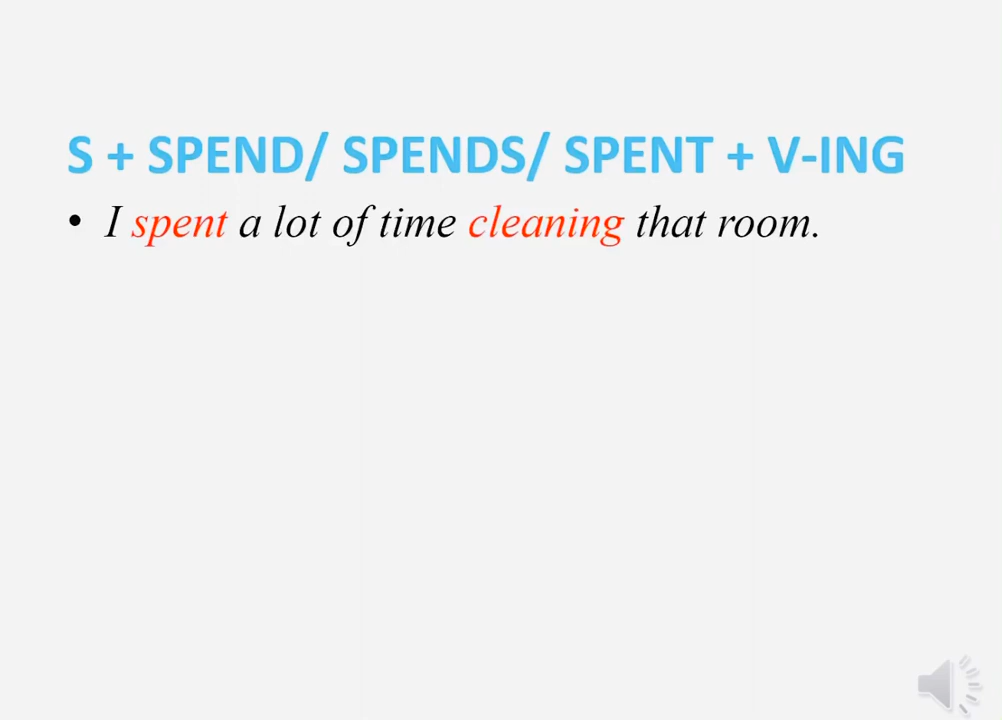 S + SPEND/ SPENDS/ SPENT + V-ING
• I spent a lot of time cleaning that room.